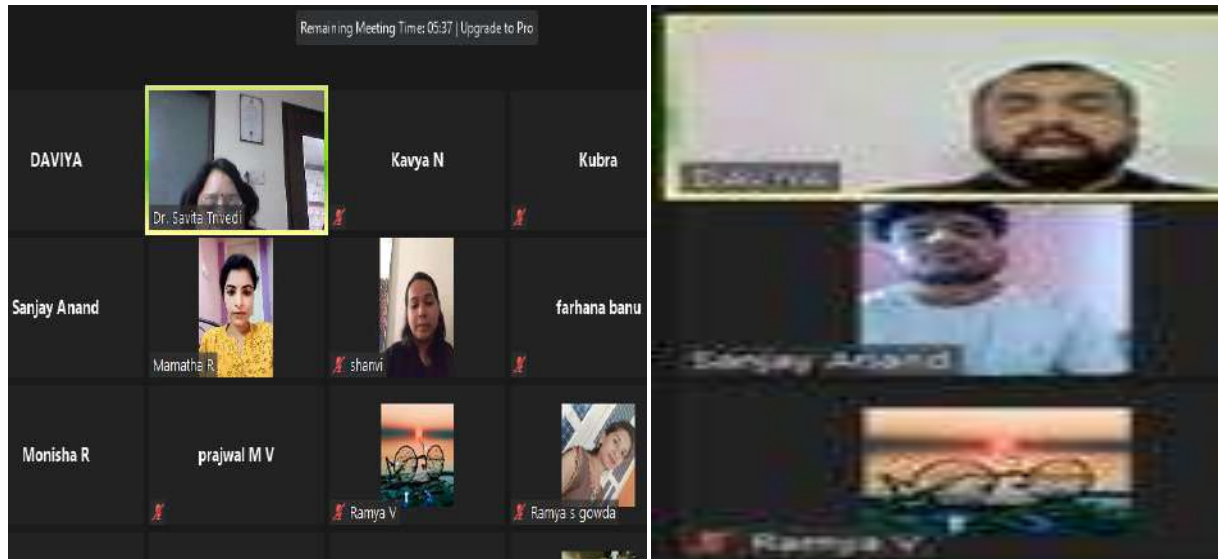 Remaining Meeting Time: 05:37 | Upgrade to Pro
DAVIYA
Dr. Savita Trivedi
Kavya N
Kubra
Sanjay Anand
Mamatha R
shanvi
farhana banu
Monisha R
prajwal M V
Ramya V
Ramya s gowda
Sanjay Anand
Ramya V